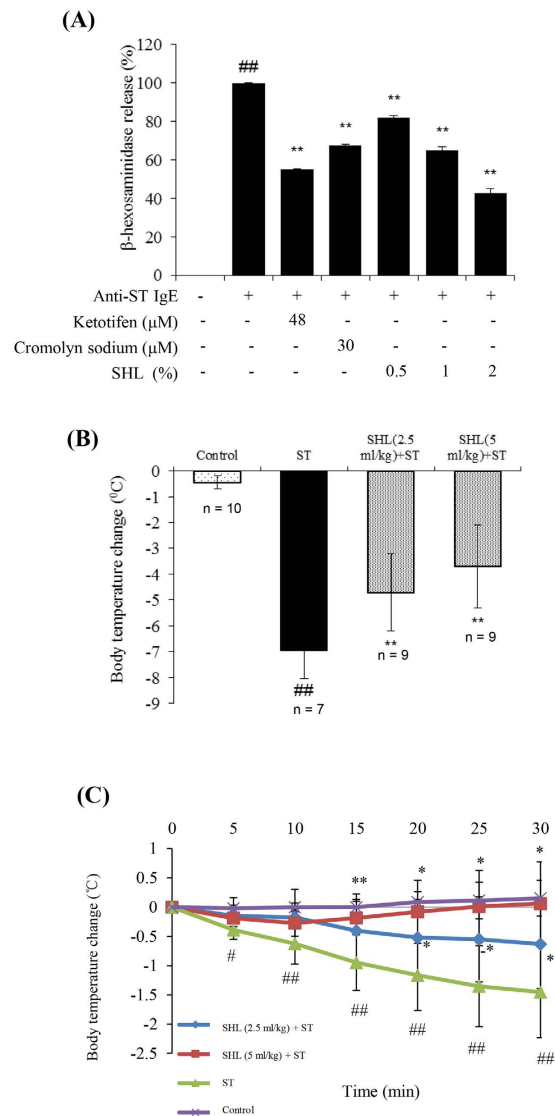 (A)
β-hexosaminidase release (%)
120
100
80
60
40
20
0
##
**
**
**
**
**
Anti-ST IgE - + + + + + +
Ketotifen (µM) - - 48 - - - -
Cromolyn sodium (µM) - - - 30 - - -
SHL (%) - - - - 0.5 1 2
(B)
Control ST SHL(2.5 ml/kg)+ST SHL(5 ml/kg)+ST
Body temperature change (⁰C)
0
-1
-2
-3
-4
-5
-6
-7
-8
-9
n = 10
##
n = 7
**
n = 9
**
n = 9
(C)
0 5 10 15 20 25 30
Body temperature change (℃)
1
0.5
0
-0.5
-1
-1.5
-2
-2.5
** * * *
* * *
# ## ## ## ## ##
SHL (2.5 ml/kg) + ST
SHL (5 ml/kg) + ST
ST
Control
Time (min)